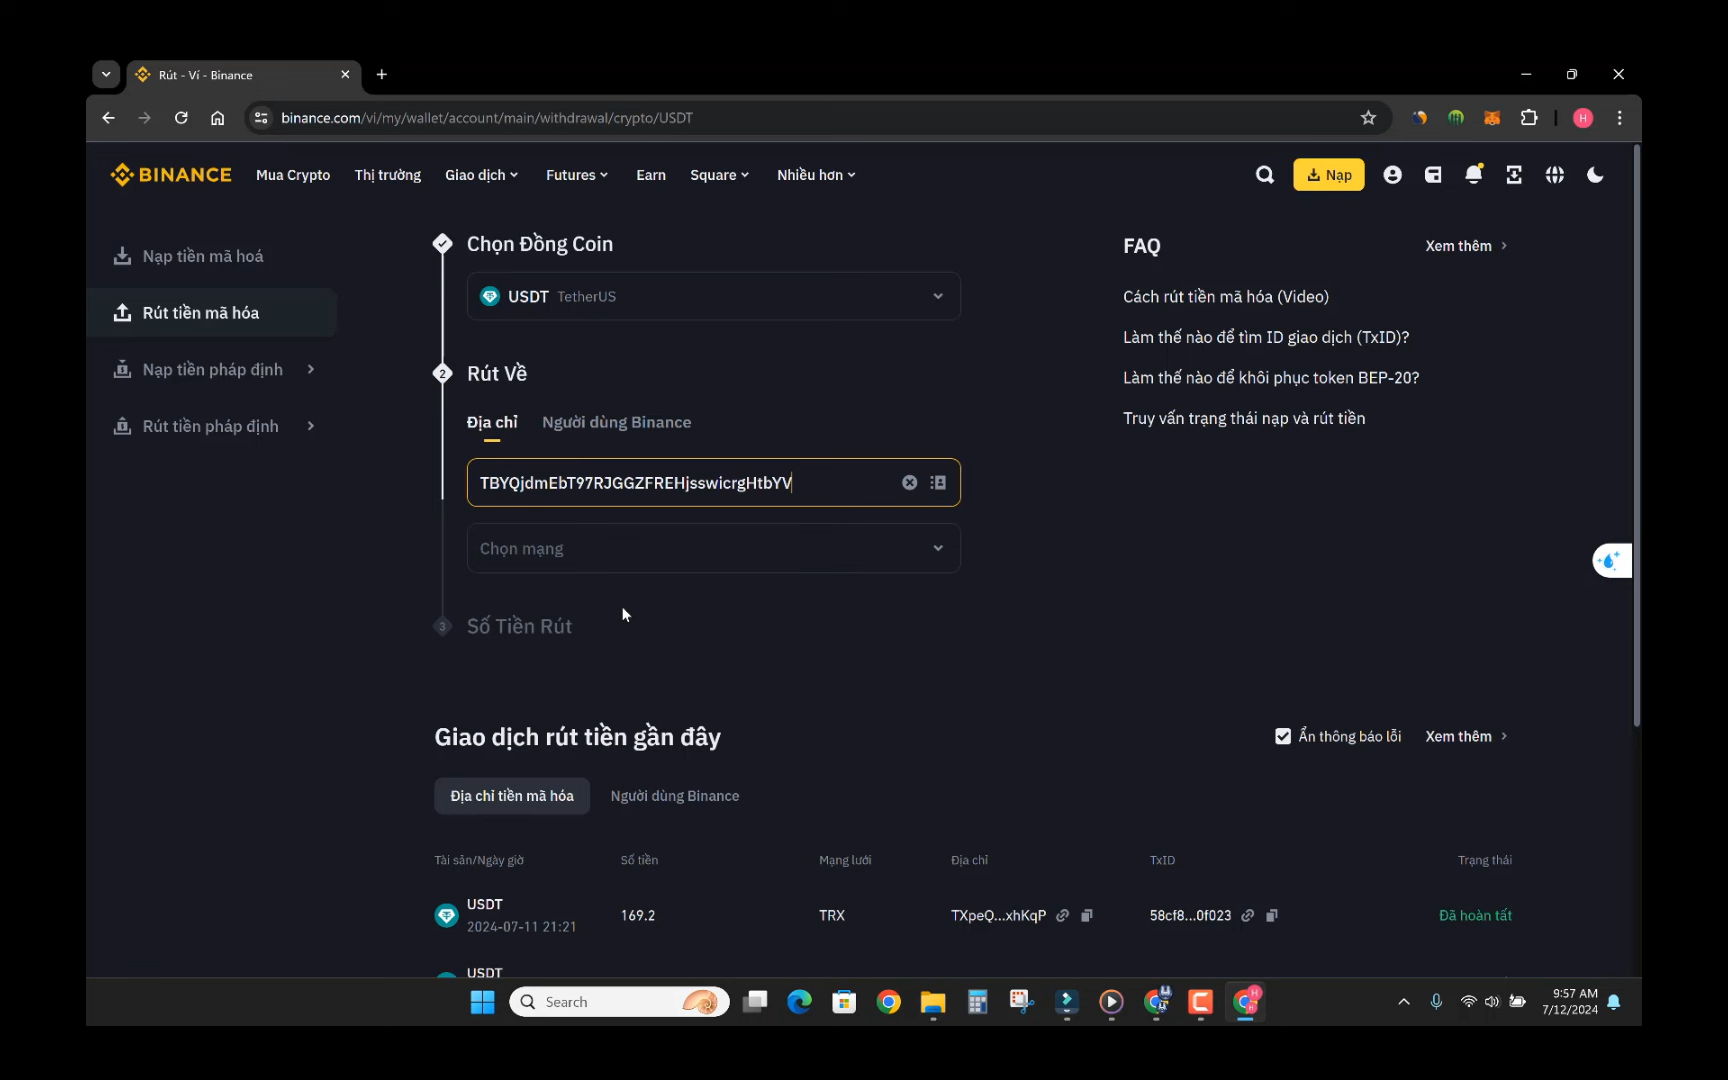 Rút - Ví - Binance
binance.com/vi/my/wallet/account/main/withdrawal/crypto/USDT
H
BINANCE
Mua Crypto
Thị trường
Giao dịch
Futures
Earn
Square
Nhiều hơn
Nạp
Nạp tiền mã hoá
Rút tiền mã hóa
Nạp tiền pháp định
Rút tiền pháp định
Chọn Đồng Coin
USDT TetherUS
2
Rút Về
Địa chỉ
Người dùng Binance
TBYQjdmEbT97RJGGZFREHjsswicrgHtbYV
Chọn mạng
3
Số Tiền Rút
FAQ
Xem thêm
Cách rút tiền mã hóa (Video)
Làm thế nào để tìm ID giao dịch (TxID)?
Làm thế nào để khôi phục token BEP-20?
Truy vấn trạng thái nạp và rút tiền
Giao dịch rút tiền gần đây
Ẩn thông báo lỗi
Xem thêm
Địa chỉ tiền mã hóa
Người dùng Binance
Tài sản/Ngày giờ
Số tiền
Mạng lưới
Địa chỉ
TxID
Trạng thái
USDT
2024-07-11 21:21
169.2
TRX
TXpeQ...xhKqP
58cf8...0f023
Đã hoàn tất
USDT
Search
9:57 AM
7/12/2024